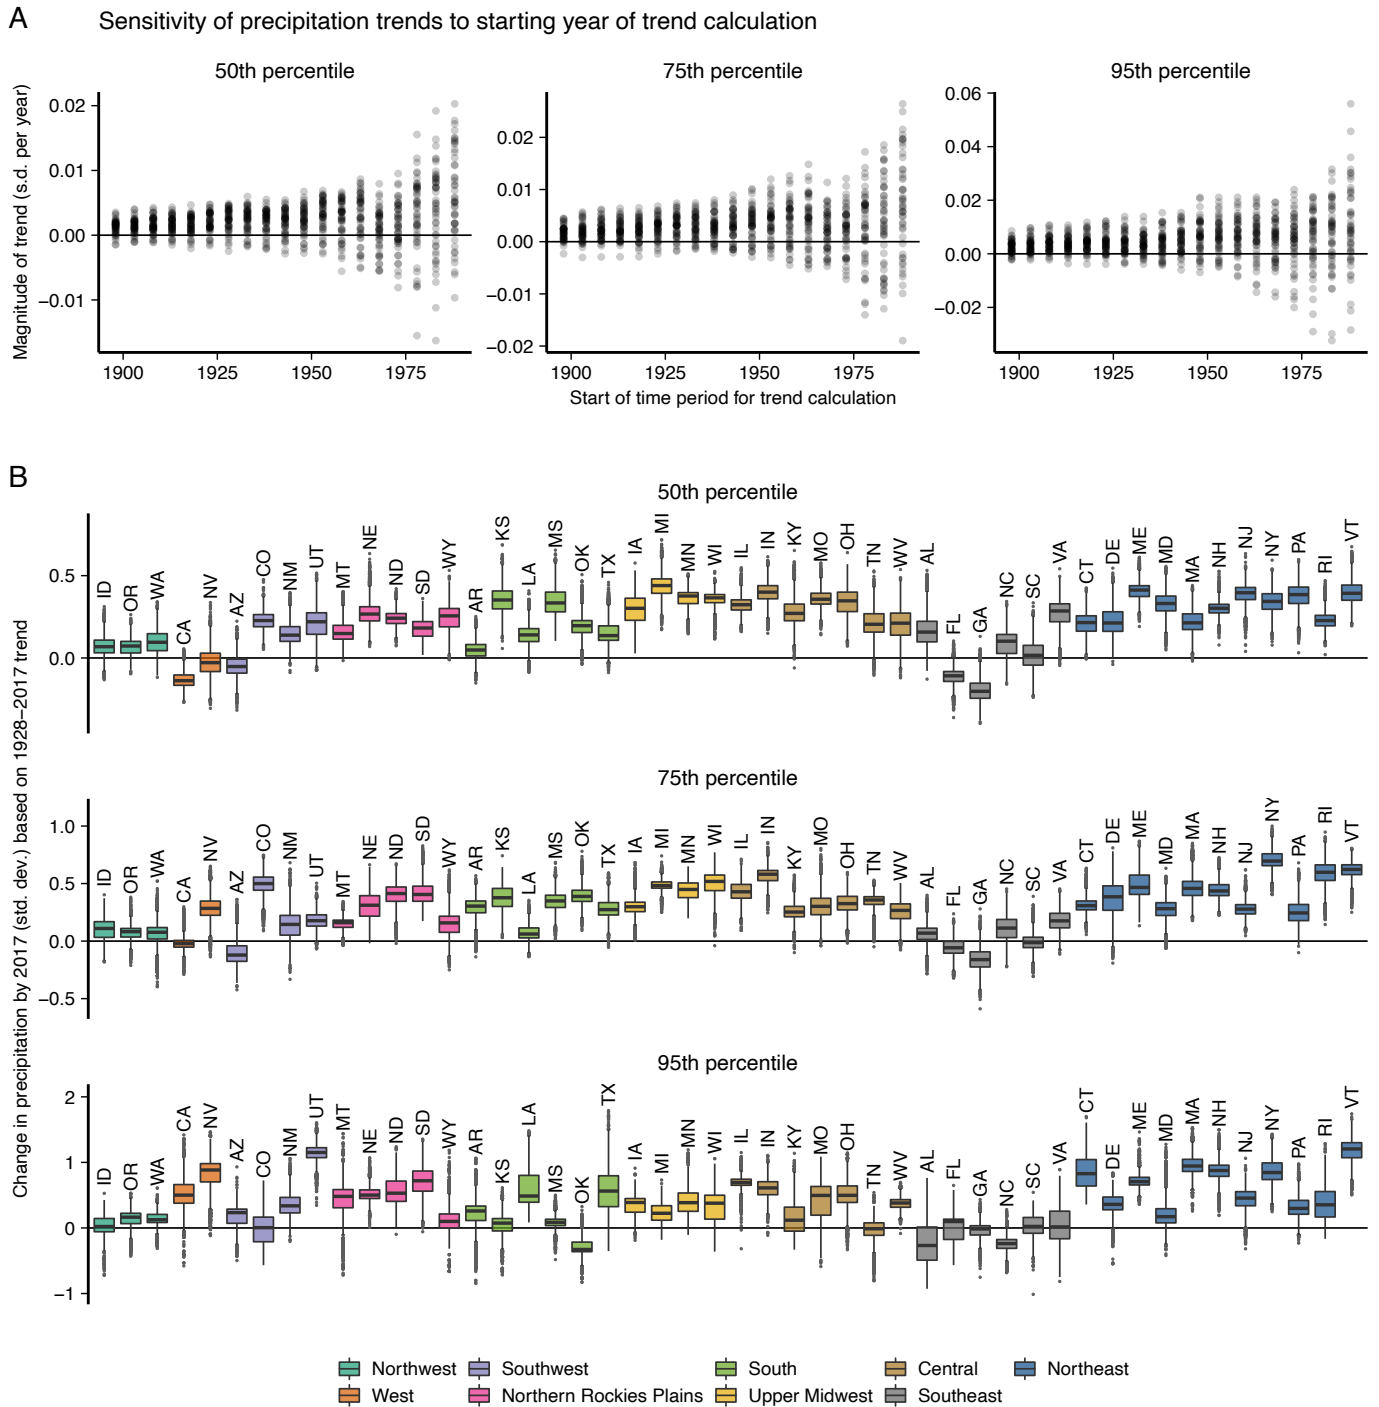 A
Sensitivity of precipitation trends to starting year of trend calculation
50th percentile
75th percentile
95th percentile
Magnitude of trend (s.d. per year)
0.02
0.01
0.00
−0.01
1900
1925
1950
1975
0.02
0.01
0.00
−0.01
−0.02
1900
1925
1950
1975
0.06
0.04
0.02
0.00
−0.02
1900
1925
1950
1975
Start of time period for trend calculation
B
Change in precipitation by 2017 (std. dev.) based on 1928−2017 trend
50th percentile
0.5
0.0
ID OR WA CA NV AZ CO NM UT MT NE ND SD WY AR KS LA MS OK TX IA MI MN WI IL IN KY MO OH TN WV AL FL GA NC SC VA CT DE ME MD MA NH NJ NY PA RI VT
75th percentile
1.0
0.5
0.0
−0.5
ID OR WA CA NV AZ CO NM UT MT NE ND SD WY AR KS LA MS OK TX IA MI MN WI IL IN KY MO OH TN WV AL FL GA NC SC VA CT DE ME MD MA NH NJ NY PA RI VT
95th percentile
2
1
0
−1
ID OR WA CA NV AZ CO NM UT MT NE ND SD WY AR KS LA MS OK TX IA MI MN WI IL IN KY MO OH TN WV AL FL GA NC SC VA CT DE ME MD MA NH NJ NY PA RI VT
Northwest Southwest South Central Northeast
West Northern Rockies Plains Upper Midwest Southeast